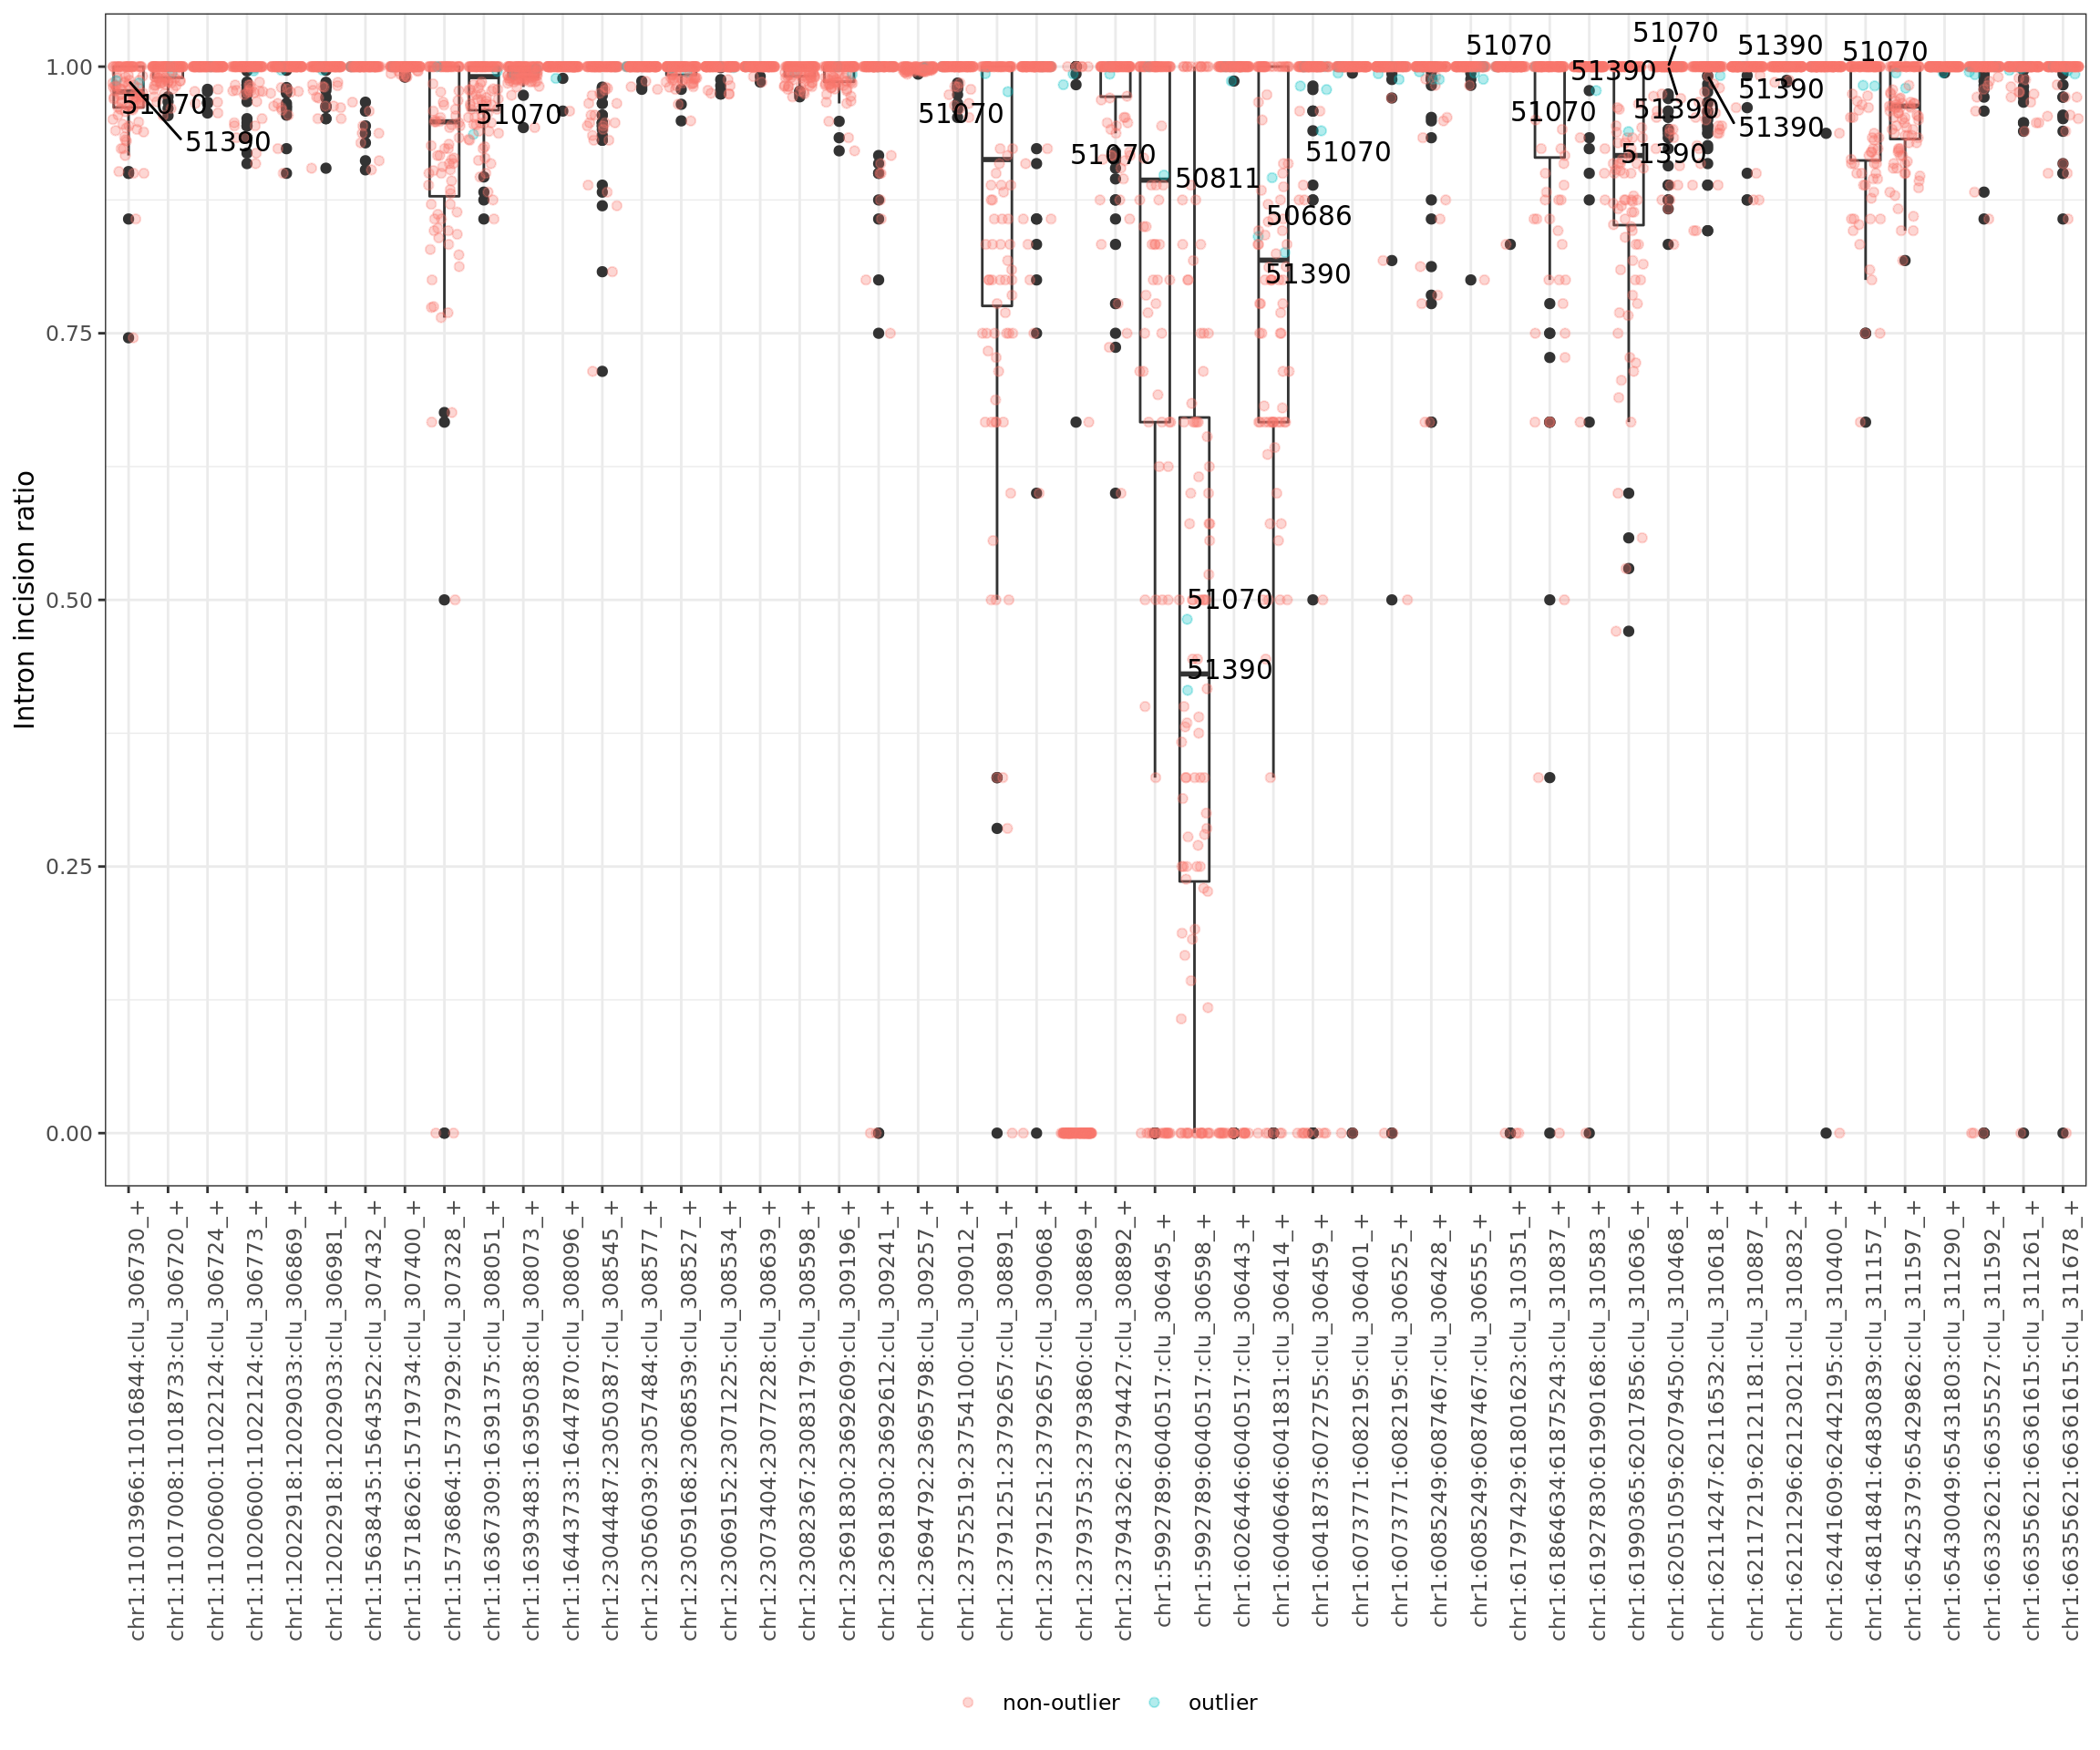 Intron incision ratio
1.00
0.75
0.50
0.25
0.00
51070
51390
51070
51070
51070
50811
50686
51390
51070
51070
51390
51070
51070
51390
51070
51390
51390
51390
51390
51390
51070
chr1:11013966:11016844:clu_306730_+
chr1:11017008:11018733:clu_306720_+
chr1:11020600:11022124:clu_306724_+
chr1:11020600:11022124:clu_306773_+
chr1:12022918:12029033:clu_306869_+
chr1:12022918:12029033:clu_306981_+
chr1:15638435:15643522:clu_307432_+
chr1:15718626:15719734:clu_307400_+
chr1:15736864:15737929:clu_307328_+
chr1:16367309:16391375:clu_308051_+
chr1:16393483:16395038:clu_308073_+
chr1:16443733:16447870:clu_308096_+
chr1:23044487:23050387:clu_308545_+
chr1:23056039:23057484:clu_308577_+
chr1:23059168:23068539:clu_308527_+
chr1:23069152:23071225:clu_308534_+
chr1:23073404:23077228:clu_308639_+
chr1:23082367:23083179:clu_308598_+
chr1:23691830:23692609:clu_309196_+
chr1:23691830:23692612:clu_309241_+
chr1:23694792:23695798:clu_309257_+
chr1:23752519:23754100:clu_309012_+
chr1:23791251:23792657:clu_308891_+
chr1:23791251:23792657:clu_309068_+
chr1:23793753:23793860:clu_308869_+
chr1:23794326:23794427:clu_308892_+
chr1:5992789:6040517:clu_306495_+
chr1:5992789:6040517:clu_306598_+
chr1:6026446:6040517:clu_306443_+
chr1:6040646:6041831:clu_306414_+
chr1:6041873:6072755:clu_306459_+
chr1:6073771:6082195:clu_306401_+
chr1:6073771:6082195:clu_306525_+
chr1:6085249:6087467:clu_306428_+
chr1:6085249:6087467:clu_306555_+
chr1:61797429:61801623:clu_310351_+
chr1:61864634:61875243:clu_310837_+
chr1:61927830:61990168:clu_310583_+
chr1:61990365:62017856:clu_310636_+
chr1:62051059:62079450:clu_310468_+
chr1:62114247:62116532:clu_310618_+
chr1:62117219:62121181:clu_310887_+
chr1:62121296:62123021:clu_310832_+
chr1:62441609:62442195:clu_310400_+
chr1:64814841:64830839:clu_311157_+
chr1:65425379:65429862:clu_311597_+
chr1:65430049:65431803:clu_311290_+
chr1:66332621:66355527:clu_311592_+
chr1:66355621:66361615:clu_311261_+
chr1:66355621:66361615:clu_311678_+
non-outlier
outlier